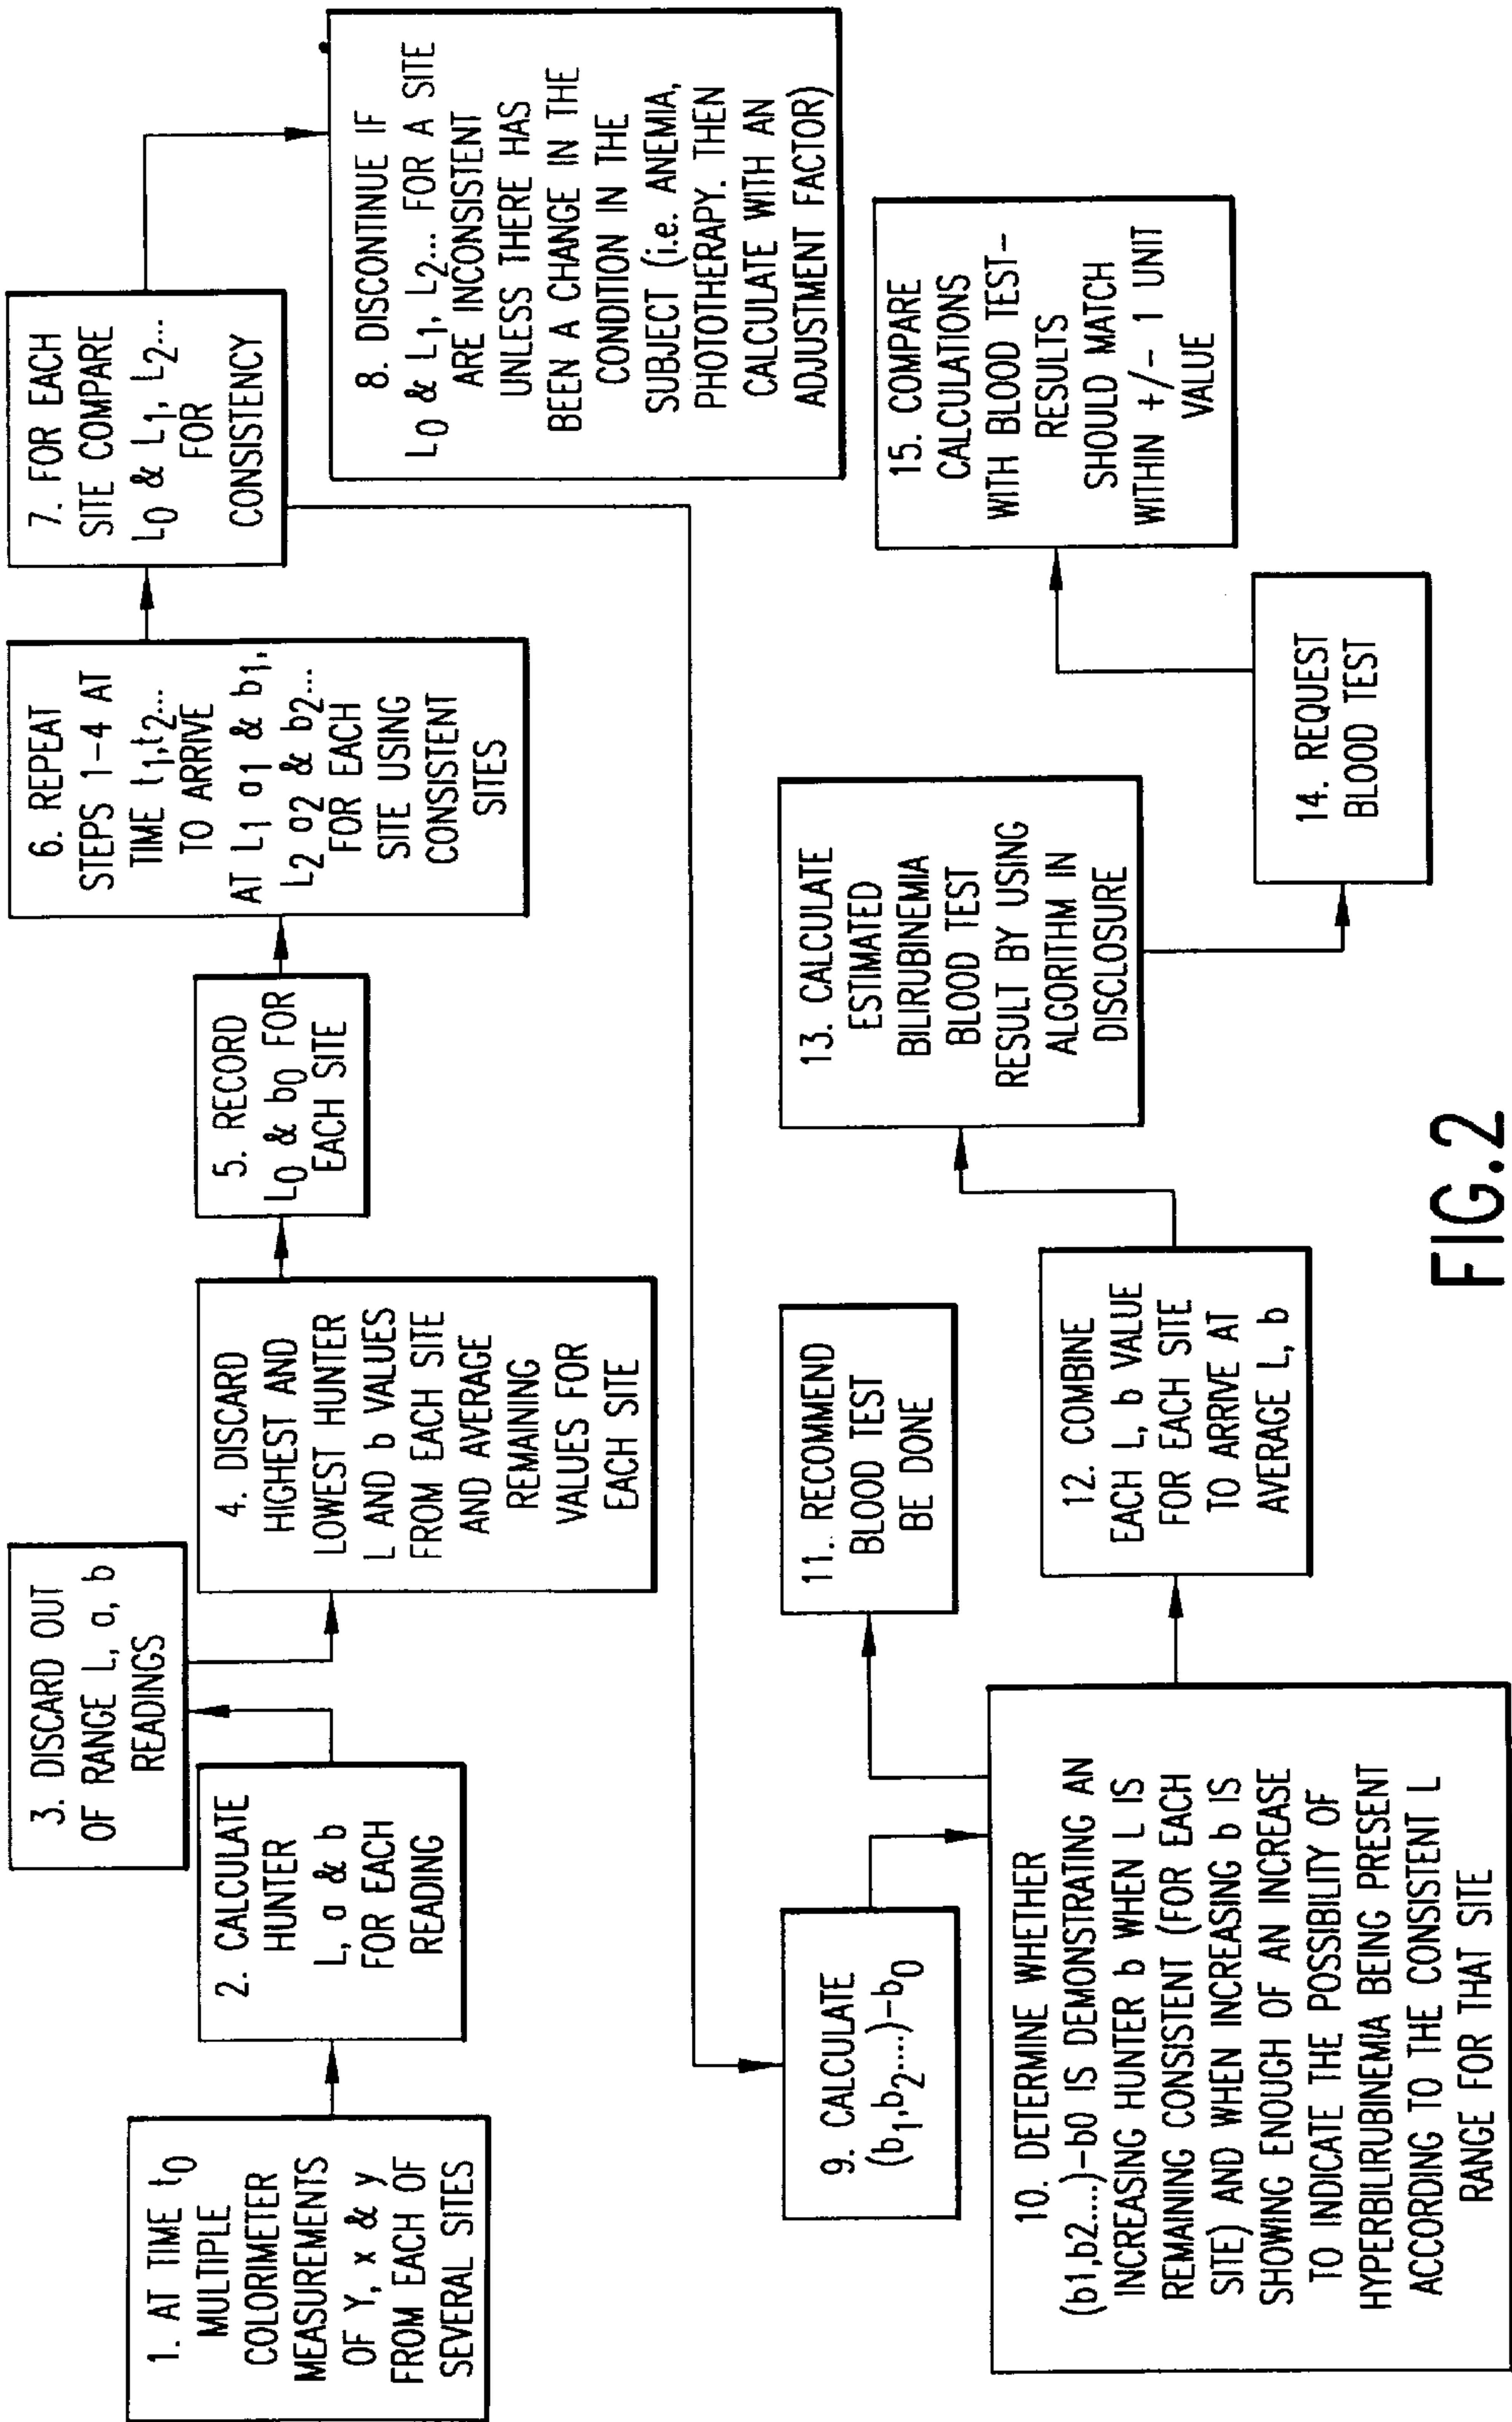 1. AT TIME t0
MULTIPLE
COLORIMETER
MEASUREMENTS
OF Y, x & y
FROM EACH OF
SEVERAL SITES
2. CALCULATE
HUNTER
L, a & b
FOR EACH
READING
3. DISCARD OUT
OF RANGE L, a, b
READINGS
4. DISCARD
HIGHEST AND
LOWEST HUNTER
L AND b VALUES
FROM EACH SITE
AND AVERAGE
REMAINING
VALUES FOR
EACH SITE
5. RECORD
L0 & b0 FOR
EACH SITE
6. REPEAT
STEPS 1-4 AT
TIME t1,t2...
TO ARRIVE
AT L1 a1 & b1,
L2 a2 & b2...
FOR EACH
SITE USING
CONSISTENT
SITES
7. FOR EACH
SITE COMPARE
L0 & L1, L2...
FOR
CONSISTENCY
8. DISCONTINUE IF
L0 & L1, L2... FOR A SITE
ARE INCONSISTENT
UNLESS THERE HAS
BEEN A CHANGE IN THE
CONDITION IN THE
SUBJECT (i.e. ANEMIA,
PHOTOTHERAPY. THEN
CALCULATE WITH AN
ADJUSTMENT FACTOR)
9. CALCULATE
(b1,b2....)-b0
10. DETERMINE WHETHER
(b1,b2....)-b0 IS DEMONSTRATING AN
INCREASING HUNTER b WHEN L IS
REMAINING CONSISTENT (FOR EACH
SITE) AND WHEN INCREASING b IS
SHOWING ENOUGH OF AN INCREASE
TO INDICATE THE POSSIBILITY OF
HYPERBILIRUBINEMIA BEING PRESENT
ACCORDING TO THE CONSISTENT L
RANGE FOR THAT SITE
11. RECOMMEND
BLOOD TEST
BE DONE
12. COMBINE
EACH L, b VALUE
FOR EACH SITE
TO ARRIVE AT
AVERAGE L, b
13. CALCULATE
ESTIMATED
BILIRUBINEMIA
BLOOD TEST
RESULT BY USING
ALGORITHM IN
DISCLOSURE
14. REQUEST
BLOOD TEST
15. COMPARE
CALCULATIONS
WITH BLOOD TEST-
RESULTS
SHOULD MATCH
WITHIN +/- 1 UNIT
VALUE
FIG.2